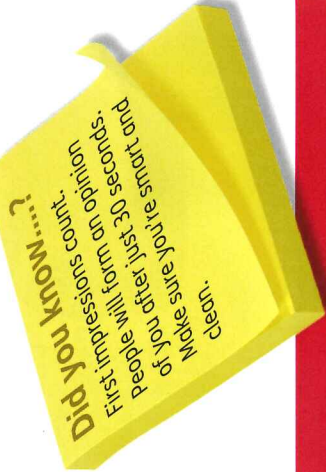 Did you know....?
First impressions count.
People will form an opinion
of you after just 30 seconds.
Make sure you're smart and
clean.